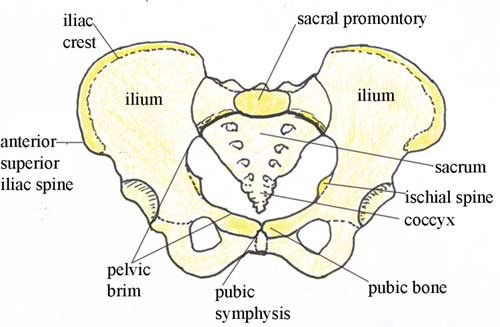 iliac
crest
sacral promontory
ilium
ilium
anterior
superior
iliac spine
sacrum
ischial spine
coccyx
pelvic
brim
pubic
symphysis
pubic bone